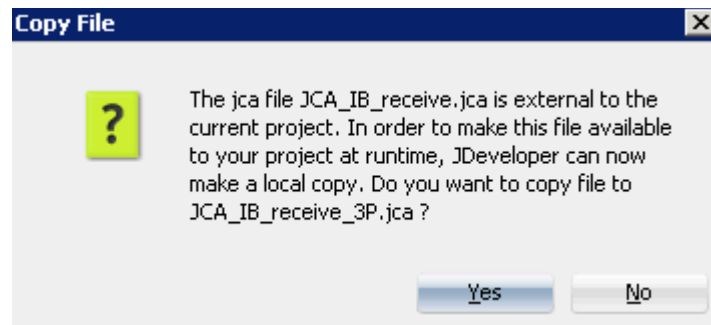 Copy File
The jca file JCA_IB_receive.jca is external to the
current project. In order to make this file available
to your project at runtime, JDeveloper can now
make a local copy. Do you want to copy file to
JCA_IB_receive_3P.jca ?
Yes No